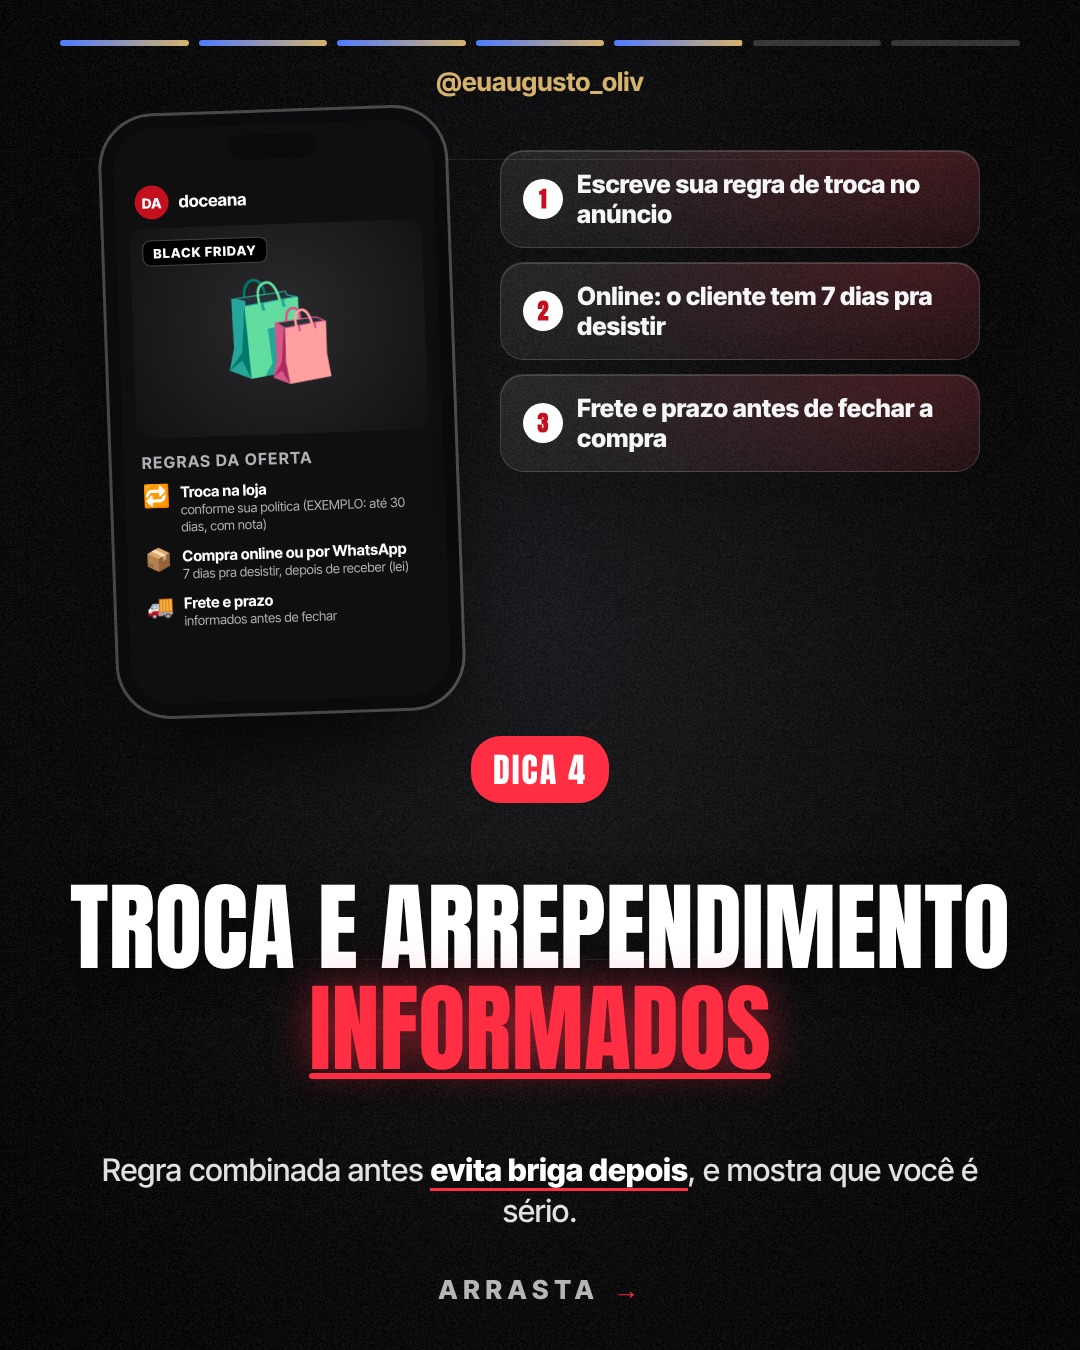 @euaugusto_oliv
DA doceana
BLACK FRIDAY
REGRAS DA OFERTA
Troca na loja
conforme sua política (EXEMPLO: até 30
dias, com nota)
Compra online ou por WhatsApp
7 dias pra desistir, depois de receber (lei)
Frete e prazo
informados antes de fechar
1 Escreve sua regra de troca no
anúncio
2 Online: o cliente tem 7 dias pra
desistir
3 Frete e prazo antes de fechar a
compra
DICA 4
TROCA E ARREPENDIMENTO
INFORMADOS
Regra combinada antes evita briga depois, e mostra que você é
sério.
ARRASTA →